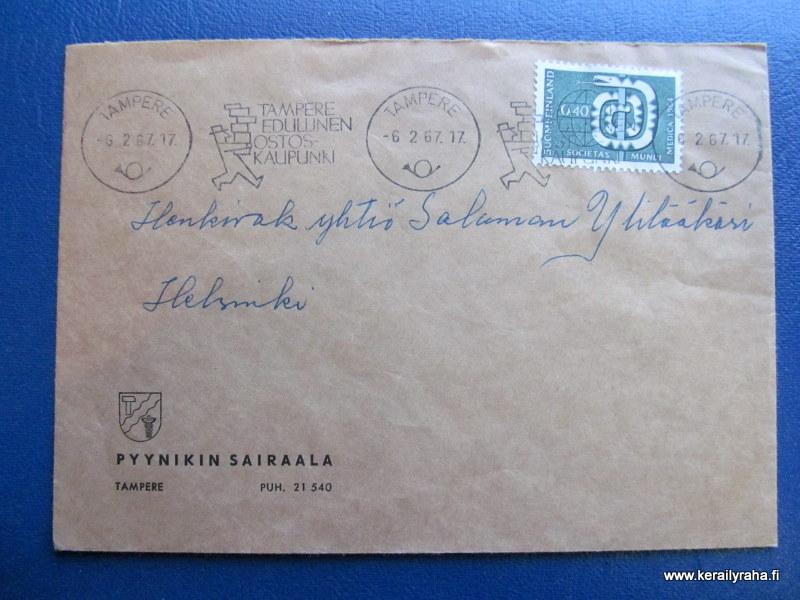 TAMPERE
-6. 2 67. 17.
TAMPERE
EDULLINEN
OSTOS-
KAUPUNKI
TAMPERE
-6. 2 67. 17.
KAUPUNKI
TAMPERE
6. 2 67. 17.
SUOMI-FINLAND
0,40
SOCIETAS MUNDI
MEDICA 1964
Henkivak yhtiö Salaman Ylilääkäri
Helsinki
T
PYYNIKIN SAIRAALA
TAMPERE PUH. 21 540
www.kerailyraha.fi